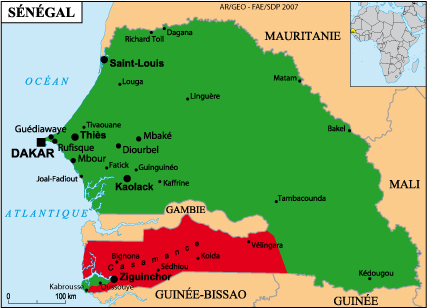 SÉNÉGAL
AR/GEO - FAE/SDP 2007
Dagana
Richard Toll
MAURITANIE
Saint-Louis
OCÉAN
Louga
Matam
Linguère
Tivaouane
Guédiawaye
Thiès
Mbaké
Bakel
DAKAR
Rufisque
Diourbel
Mbour
Fatick
Guinguinéo
Joal-Fadiout
Kaolack
Kaffrine
MALI
Tambacounda
ATLANTIQUE
GAMBIE
Casamance
Vélingera
Bignona
Kolda
Sédhiou
Ziguinchor
Kédougou
Kabrousse
Oussouye
0
100 km
GUINÉE-BISSAO
GUINÉE